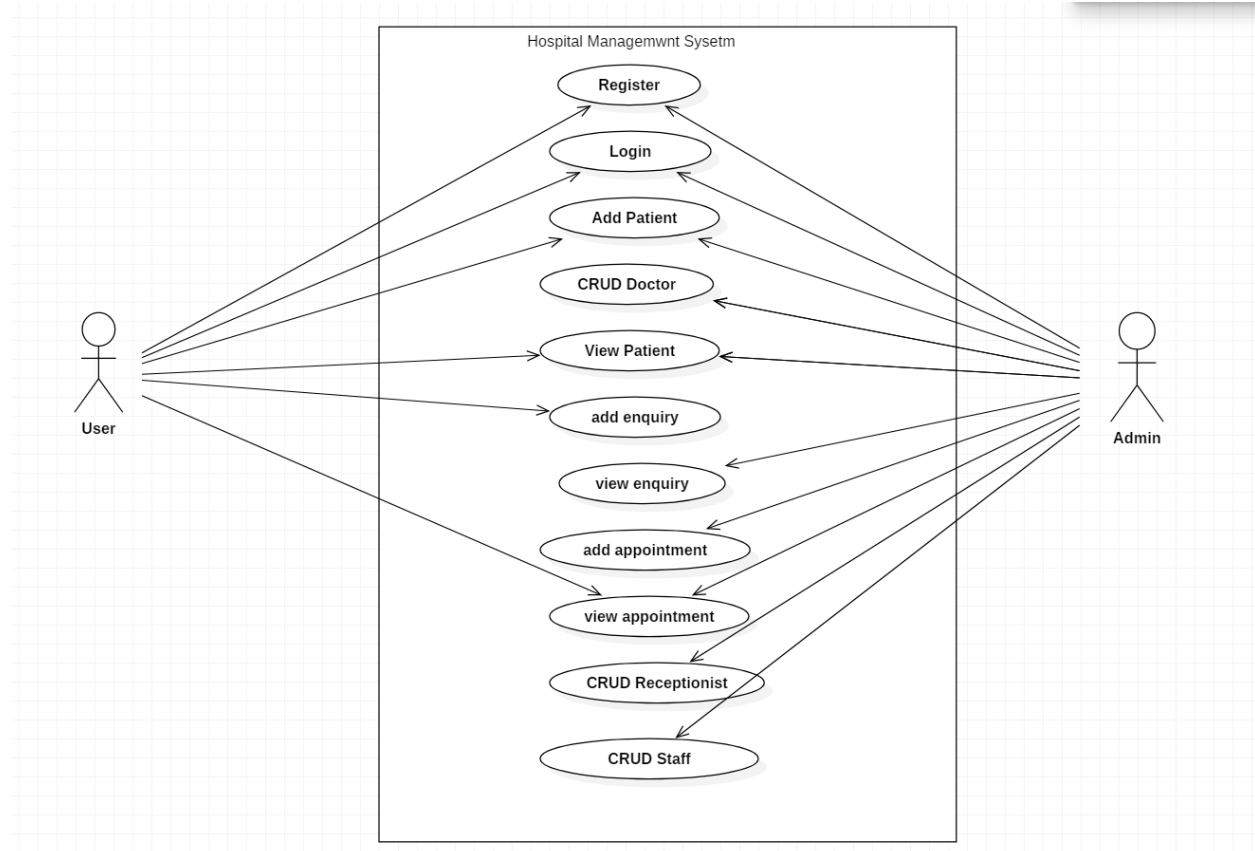 Hospital Managemwnt Sysetm
Register
Login
Add Patient
CRUD Doctor
View Patient
add enquiry
view enquiry
add appointment
view appointment
CRUD Receptionist
CRUD Staff
User
Admin